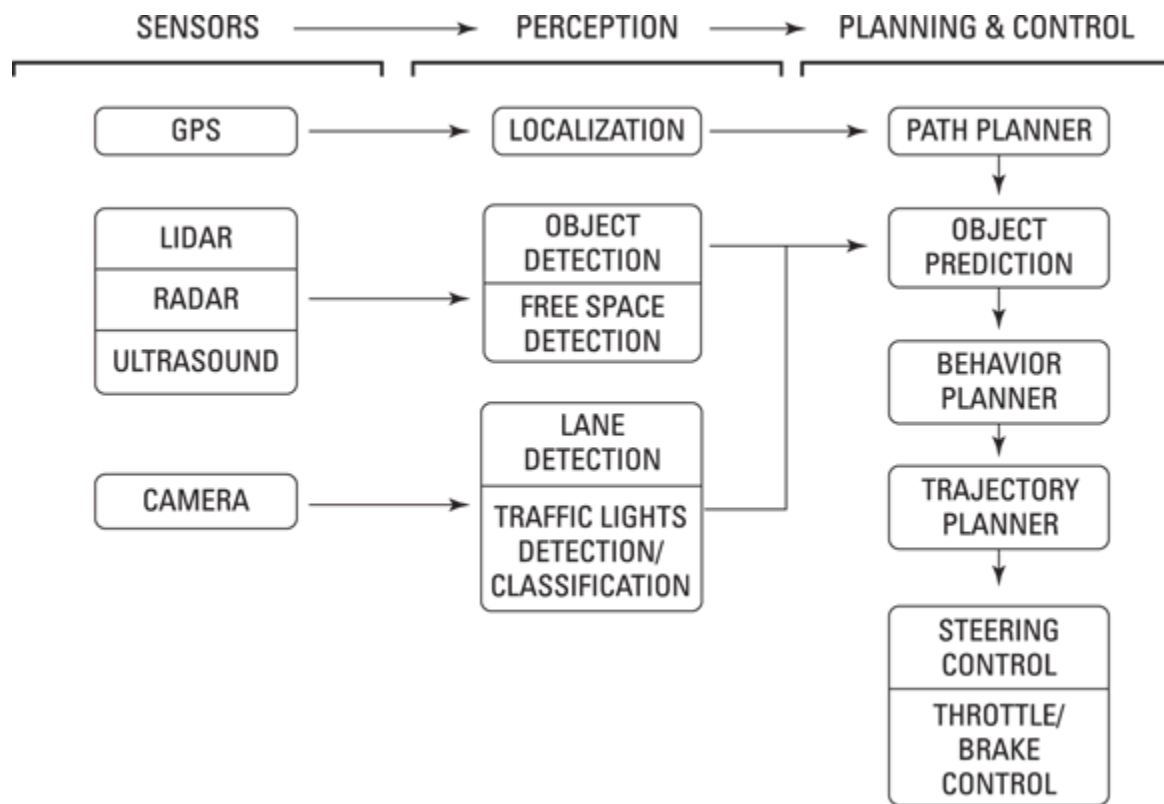 SENSORS
PERCEPTION
PLANNING & CONTROL
GPS
LOCALIZATION
PATH PLANNER
LIDAR
RADAR
ULTRASOUND
OBJECT
DETECTION
FREE SPACE
DETECTION
OBJECT
PREDICTION
BEHAVIOR
PLANNER
CAMERA
LANE
DETECTION
TRAFFIC LIGHTS
DETECTION/
CLASSIFICATION
TRAJECTORY
PLANNER
STEERING
CONTROL
THROTTLE/
BRAKE
CONTROL